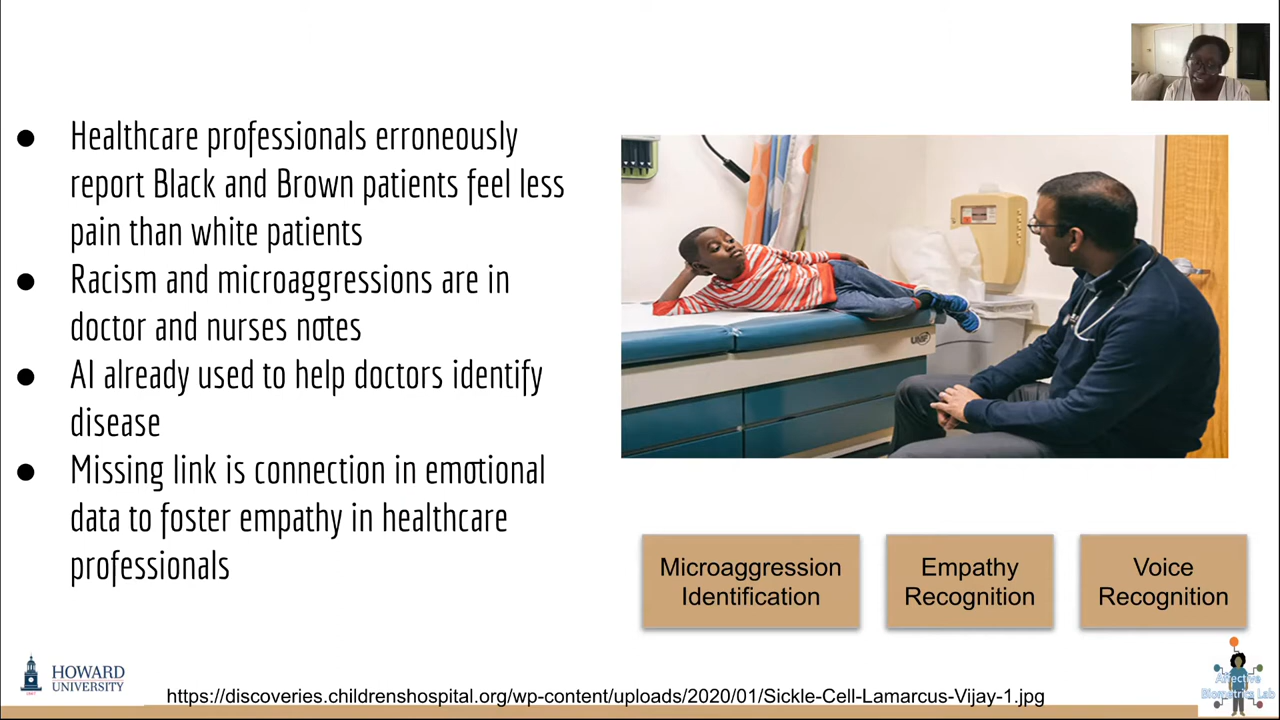 ● Healthcare professionals erroneously
report Black and Brown patients feel less
pain than white patients
● Racism and microaggressions are in
doctor and nurses notes
● AI already used to help doctors identify
disease
● Missing link is connection in emotional
data to foster empathy in healthcare
professionals
Microaggression
Identification
Empathy
Recognition
Voice
Recognition
HOWARD
UNIVERSITY
https://discoveries.childrenshospital.org/wp-content/uploads/2020/01/Sickle-Cell-Lamarcus-Vijay-1.jpg
Affective
Biometrics Lab